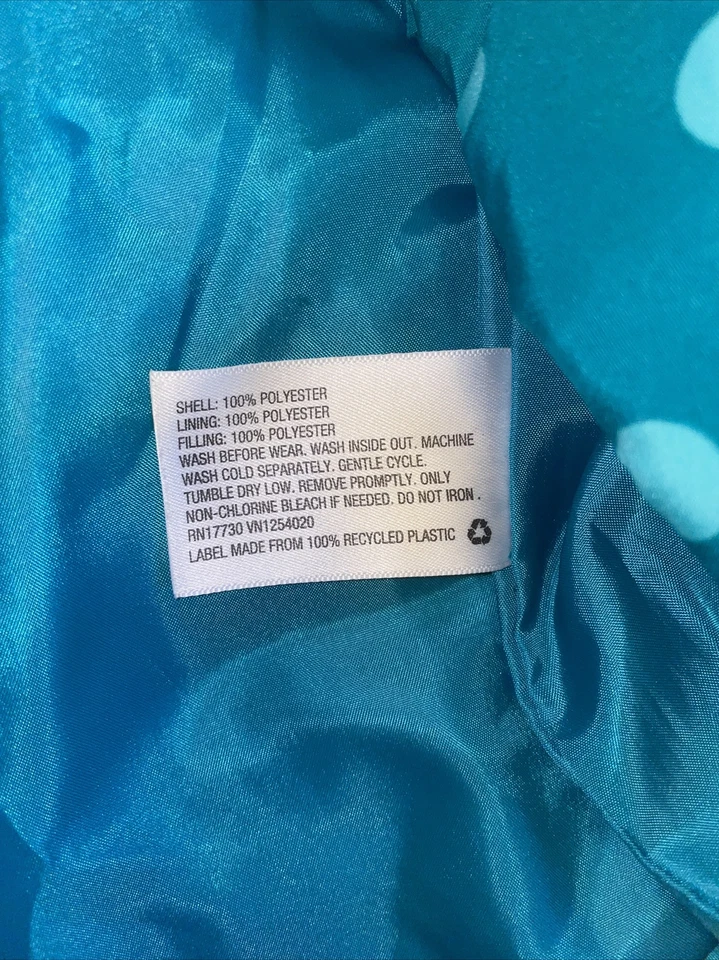 SHELL: 100% POLYESTER
LINING: 100% POLYESTER
FILLING: 100% POLYESTER
WASH BEFORE WEAR. WASH INSIDE OUT. MACHINE
WASH COLD SEPARATELY. GENTLE CYCLE.
TUMBLE DRY LOW. REMOVE PROMPTLY. ONLY
NON-CHLORINE BLEACH IF NEEDED. DO NOT IRON .
RN17730 VN1254020
LABEL MADE FROM 100% RECYCLED PLASTIC